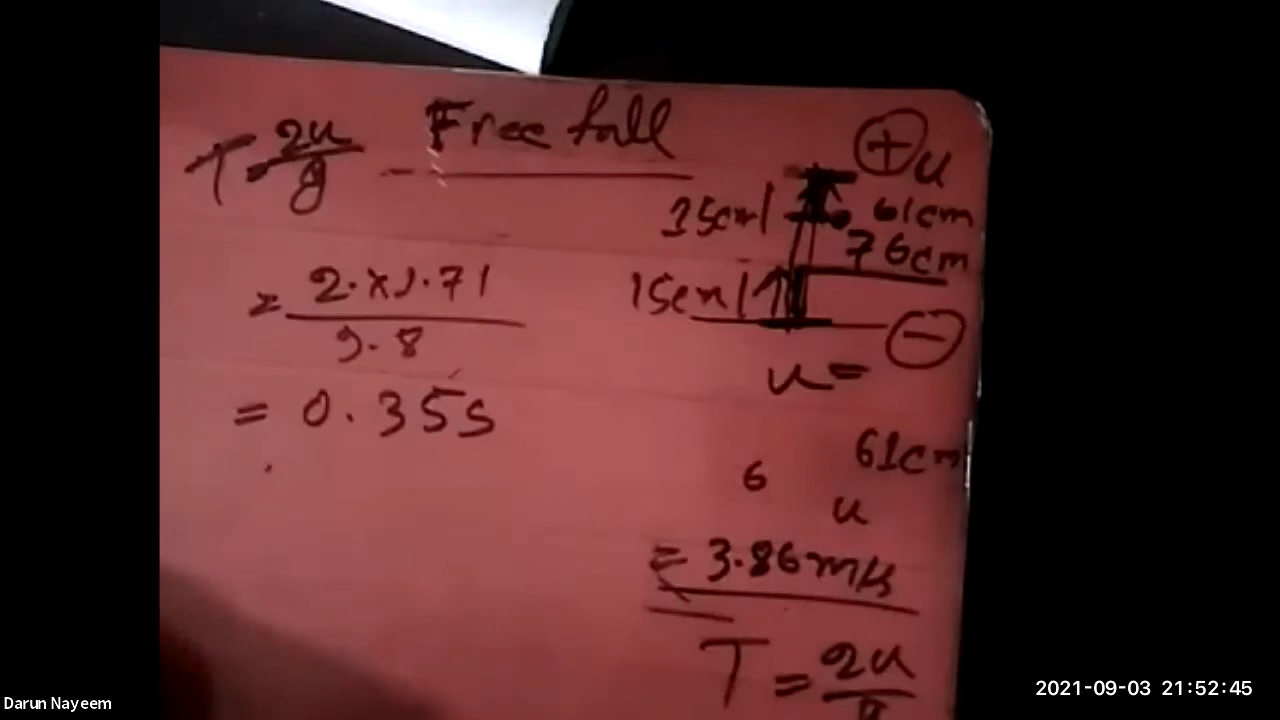 Free fall
T = 2u/g
= 2.×1.71/9.8
= 0.35s
+ u
15cm
61cm
76cm
15cm
−
u =
61cm
6
u
= 3.86m/s
T = 2u/g
Darun Nayeem
2021-09-03 21:52:45